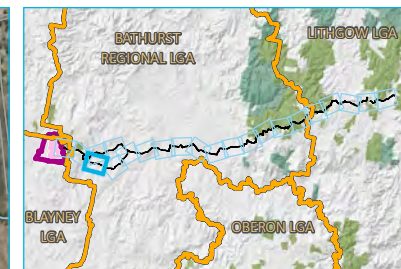 BATHURST
REGIONAL LGA
LITHGOW LGA
BLAYNEY
LGA
OBERON LGA